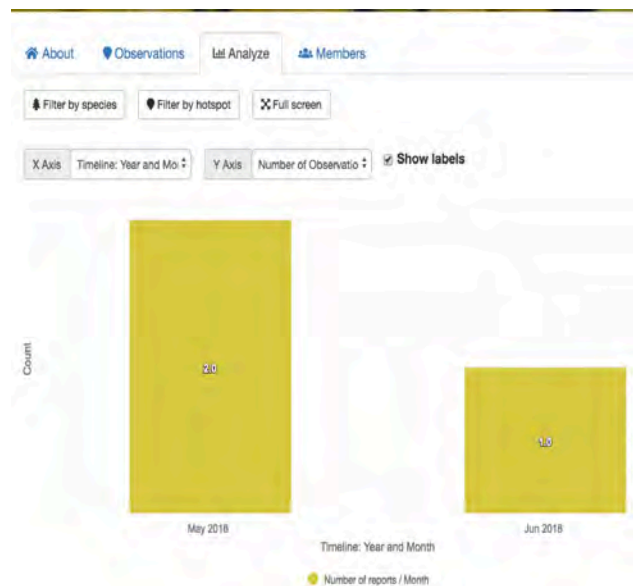 About Observations Analyze Members
Filter by species Filter by hotspot Full screen
X Axis Timeline: Year and Mo Y Axis Number of Observatio Show labels
Count
2.0
1.0
May 2018 Jun 2018
Timeline: Year and Month
Number of reports / Month